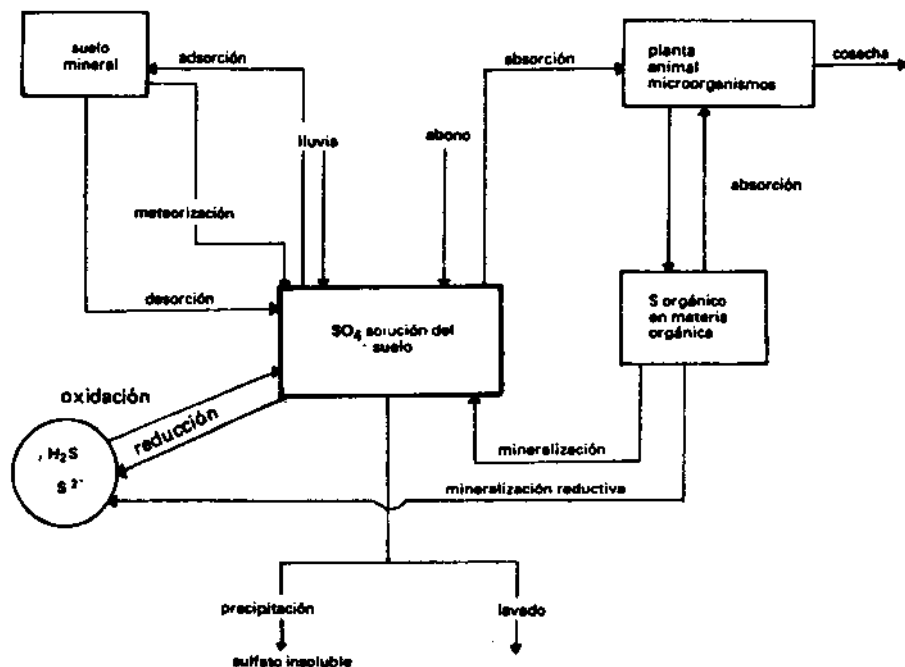 suelo
mineral
adsorción
absorción
planta
animal
microorganismos
cosecha
lluvia
abono
meteorización
absorción
desorción
SO4 solución del
suelo
S orgánico
en materia
orgánica
oxidación
reducción
H2S
S2-
mineralización
mineralización reductiva
precipitación
lavado
sulfato insoluble